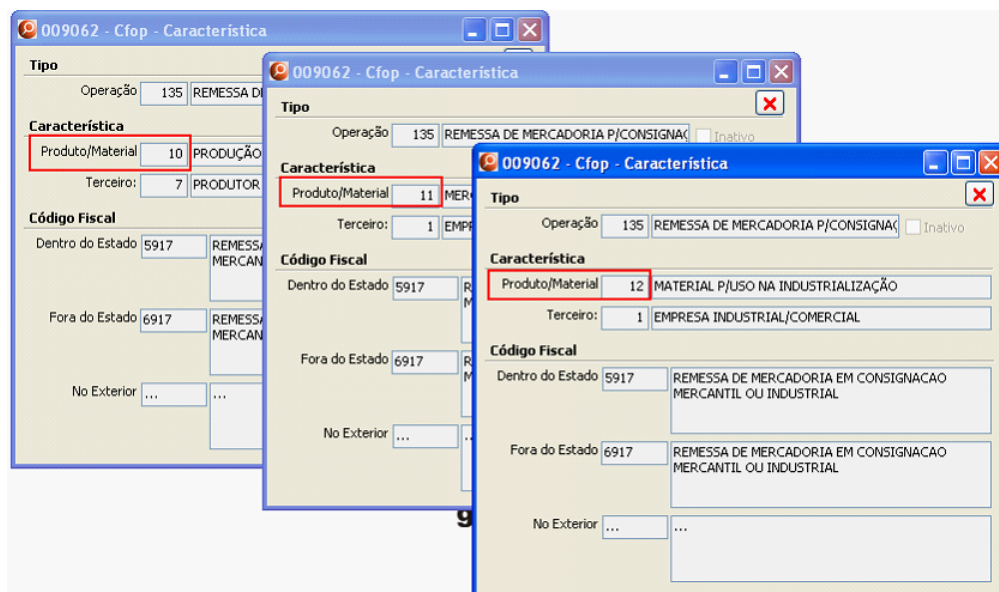 009062 - Cfop - Característica
Tipo
Operação 135 REMESSA DE
Característica
Produto/Material 10 PRODUÇÃO
Terceiro: 7 PRODUTOR
Código Fiscal
Dentro do Estado 5917 REMESSA
MERCAN
Fora do Estado 6917 REMESSA
MERCAN
No Exterior ... ...
009062 - Cfop - Característica
Tipo
Operação 135 REMESSA DE MERCADORIA P/CONSIGNAÇ Inativo
Característica
Produto/Material 11 MER
Terceiro: 1 EMPR
Código Fiscal
Dentro do Estado 5917 R
M
Fora do Estado 6917 R
M
No Exterior ... ..
009062 - Cfop - Característica
Tipo
Operação 135 REMESSA DE MERCADORIA P/CONSIGNAÇ Inativo
Característica
Produto/Material 12 MATERIAL P/USO NA INDUSTRIALIZAÇÃO
Terceiro: 1 EMPRESA INDUSTRIAL/COMERCIAL
Código Fiscal
Dentro do Estado 5917 REMESSA DE MERCADORIA EM CONSIGNACAO
MERCANTIL OU INDUSTRIAL
Fora do Estado 6917 REMESSA DE MERCADORIA EM CONSIGNACAO
MERCANTIL OU INDUSTRIAL
No Exterior ... ...